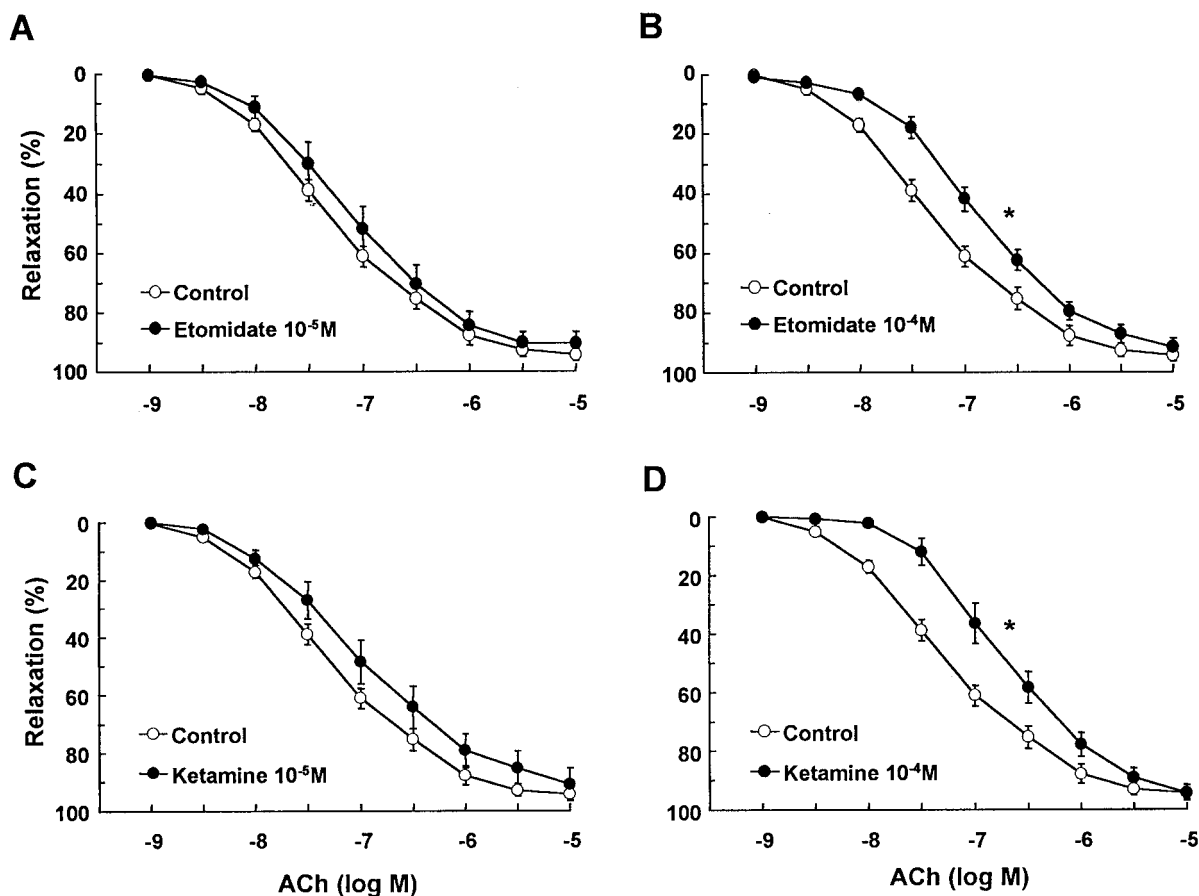 A
B
Relaxation (%)
0
20
40
60
80
100
Control
Etomidate 10⁻⁵M
-9
-8
-7
-6
-5
0
20
40
60
80
100
*
Control
Etomidate 10⁻⁴M
-9
-8
-7
-6
-5
C
D
Relaxation (%)
0
20
40
60
80
100
Control
Ketamine 10⁻⁵M
-9
-8
-7
-6
-5
ACh (log M)
0
20
40
60
80
100
*
Control
Ketamine 10⁻⁴M
-9
-8
-7
-6
-5
ACh (log M)